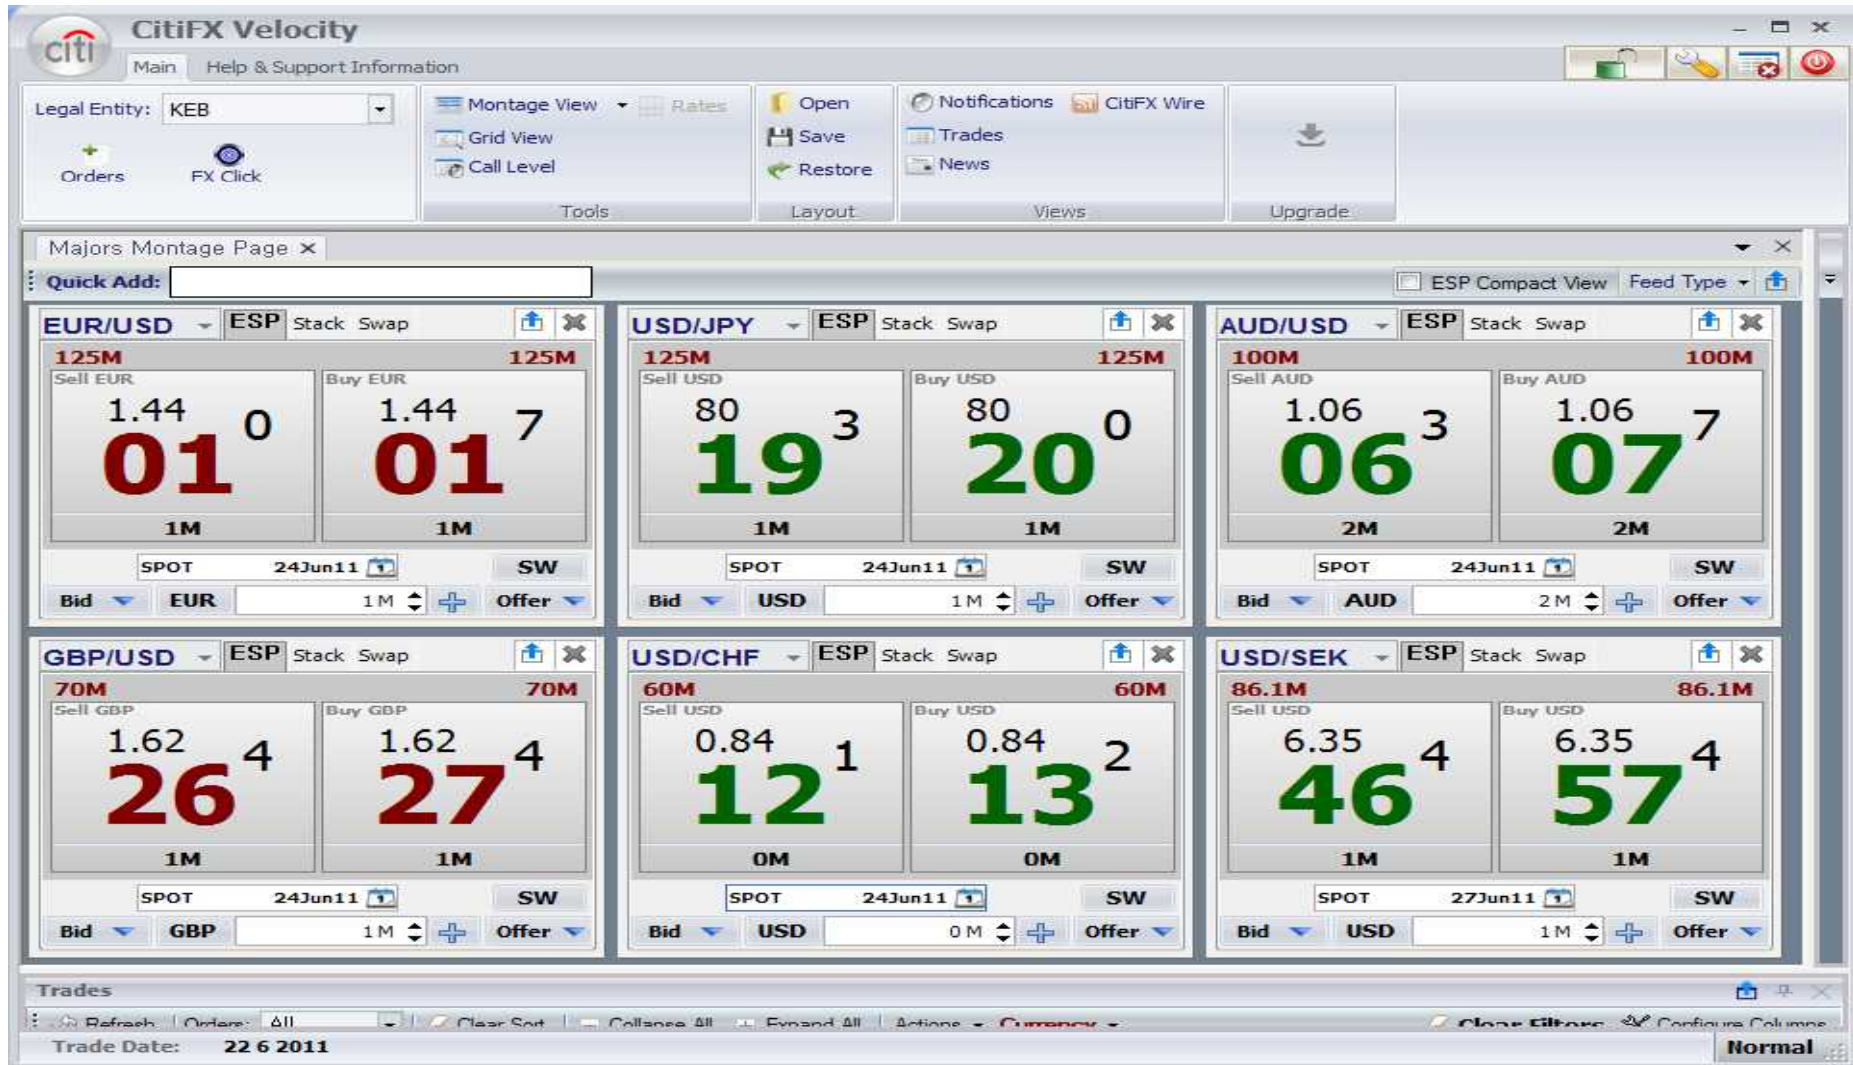 citi CitiFX Velocity
Main Help & Support Information
Legal Entity: KEB
Orders FX Click
Montage View Rates
Grid View
Call Level
Tools
Open
Save
Restore
Layout
Notifications CitiFX Wire
Trades
News
Views
Upgrade
Majors Montage Page
Quick Add: ESP Compact View Feed Type
EUR/USD ESP Stack Swap
125M 125M
Sell EUR Buy EUR
1.44 01 0 1.44 01 7
1M 1M
SPOT 24Jun11 SW
Bid EUR 1 M Offer
USD/JPY ESP Stack Swap
125M 125M
Sell USD Buy USD
80 19 3 80 20 0
1M 1M
SPOT 24Jun11 SW
Bid USD 1 M Offer
AUD/USD ESP Stack Swap
100M 100M
Sell AUD Buy AUD
1.06 06 3 1.06 07 7
2M 2M
SPOT 24Jun11 SW
Bid AUD 2 M Offer
GBP/USD ESP Stack Swap
70M 70M
Sell GBP Buy GBP
1.62 26 4 1.62 27 4
1M 1M
SPOT 24Jun11 SW
Bid GBP 1 M Offer
USD/CHF ESP Stack Swap
60M 60M
Sell USD Buy USD
0.84 12 1 0.84 13 2
0M 0M
SPOT 24Jun11 SW
Bid USD 0 M Offer
USD/SEK ESP Stack Swap
86.1M 86.1M
Sell USD Buy USD
6.35 46 4 6.35 57 4
1M 1M
SPOT 27Jun11 SW
Bid USD 1 M Offer
Trades
Refresh Orders: All Clear Sort Collapse All Expand All Actions Currency Clear Filters Configure Columns
Trade Date: 22 6 2011 Normal